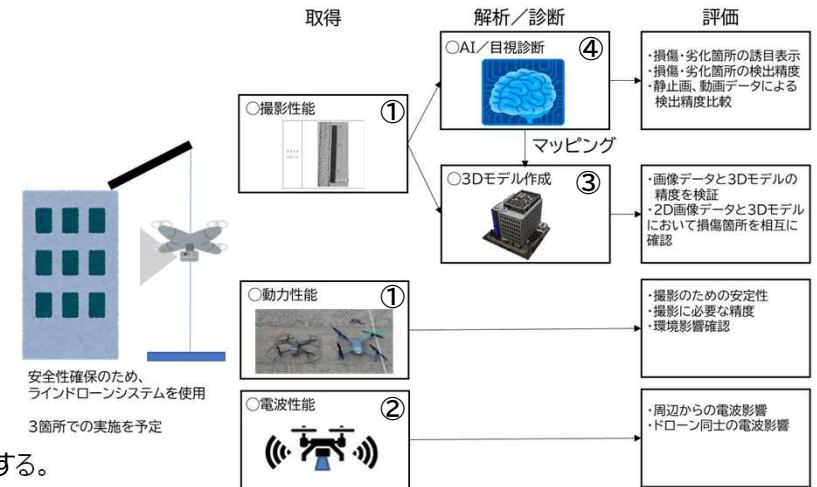 取得
解析／診断
評価
○撮影性能
①
○AI／目視診断
④
・損傷・劣化箇所の誘目表示
・損傷・劣化箇所の検出精度
・静止画、動画データによる
検出精度比較
マッピング
○3Dモデル作成
③
・画像データと3Dモデルの
精度を検証
・2D画像データと3Dモデル
において損傷箇所を相互に
確認
○動力性能
①
・撮影のための安定性
・撮影に必要な精度
・環境影響確認
安全性確保のため、
ラインドローンシステムを使用
3箇所での実施を予定
○電波性能
②
・周辺からの電波影響
・ドローン同士の電波影響
する。